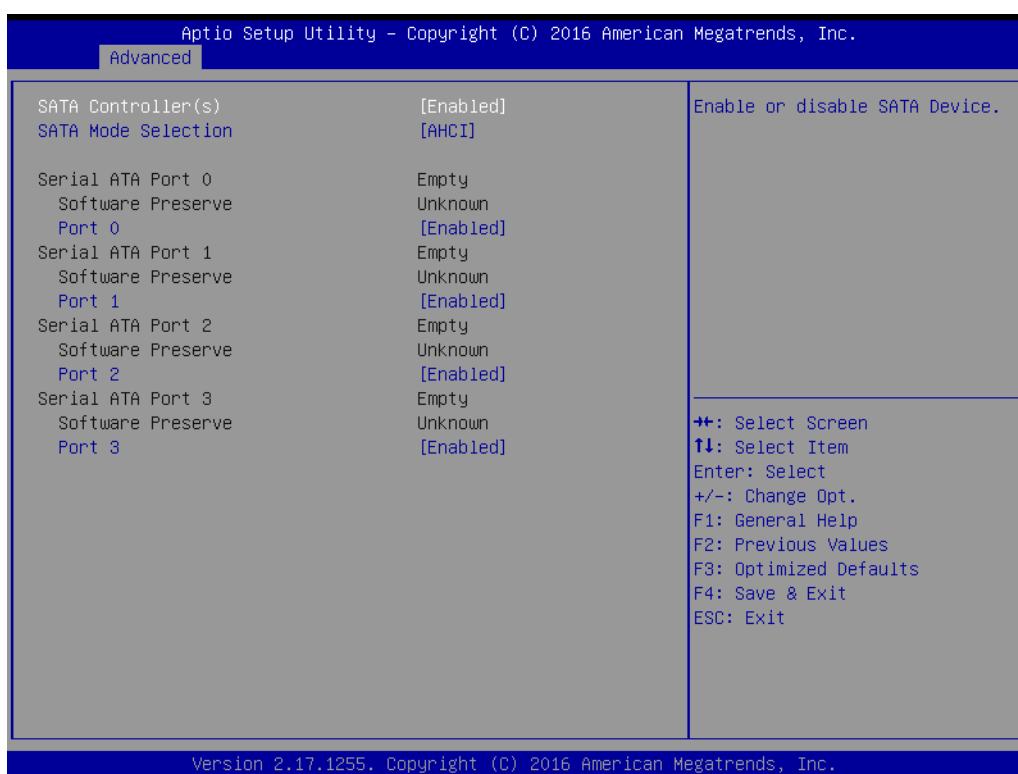 Aptio Setup Utility – Copyright (C) 2016 American Megatrends, Inc.
Advanced
SATA Controller(s) [Enabled]
SATA Mode Selection [AHCI]
Serial ATA Port 0 Empty
Software Preserve Unknown
Port 0 [Enabled]
Serial ATA Port 1 Empty
Software Preserve Unknown
Port 1 [Enabled]
Serial ATA Port 2 Empty
Software Preserve Unknown
Port 2 [Enabled]
Serial ATA Port 3 Empty
Software Preserve Unknown
Port 3 [Enabled]
Enable or disable SATA Device.
→←: Select Screen
↑↓: Select Item
Enter: Select
+/-: Change Opt.
F1: General Help
F2: Previous Values
F3: Optimized Defaults
F4: Save & Exit
ESC: Exit
Version 2.17.1255. Copyright (C) 2016 American Megatrends, Inc.